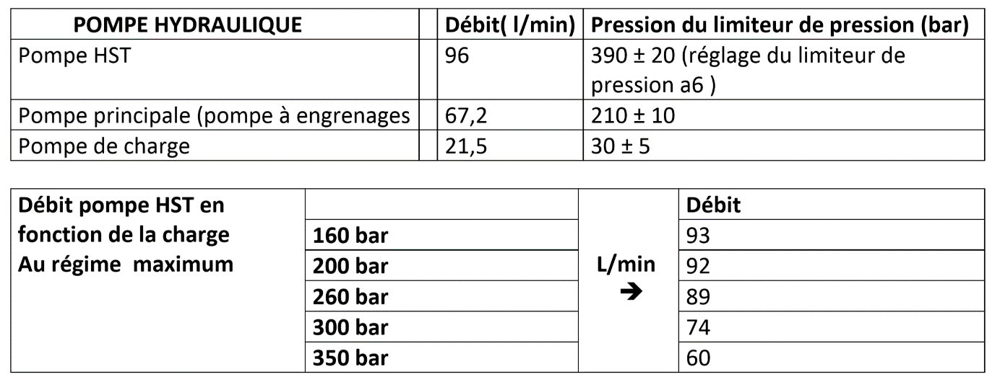 POMPE HYDRAULIQUE Débit( l/min) Pression du limiteur de pression (bar)
Pompe HST 96 390 ± 20 (réglage du limiteur de
pression a6 )
Pompe principale (pompe à engrenages 67,2 210 ± 10
Pompe de charge 21,5 30 ± 5
Débit pompe HST en Débit
fonction de la charge 160 bar 93
Au régime maximum 200 bar L/min 92
260 bar ➔ 89
300 bar 74
350 bar 60